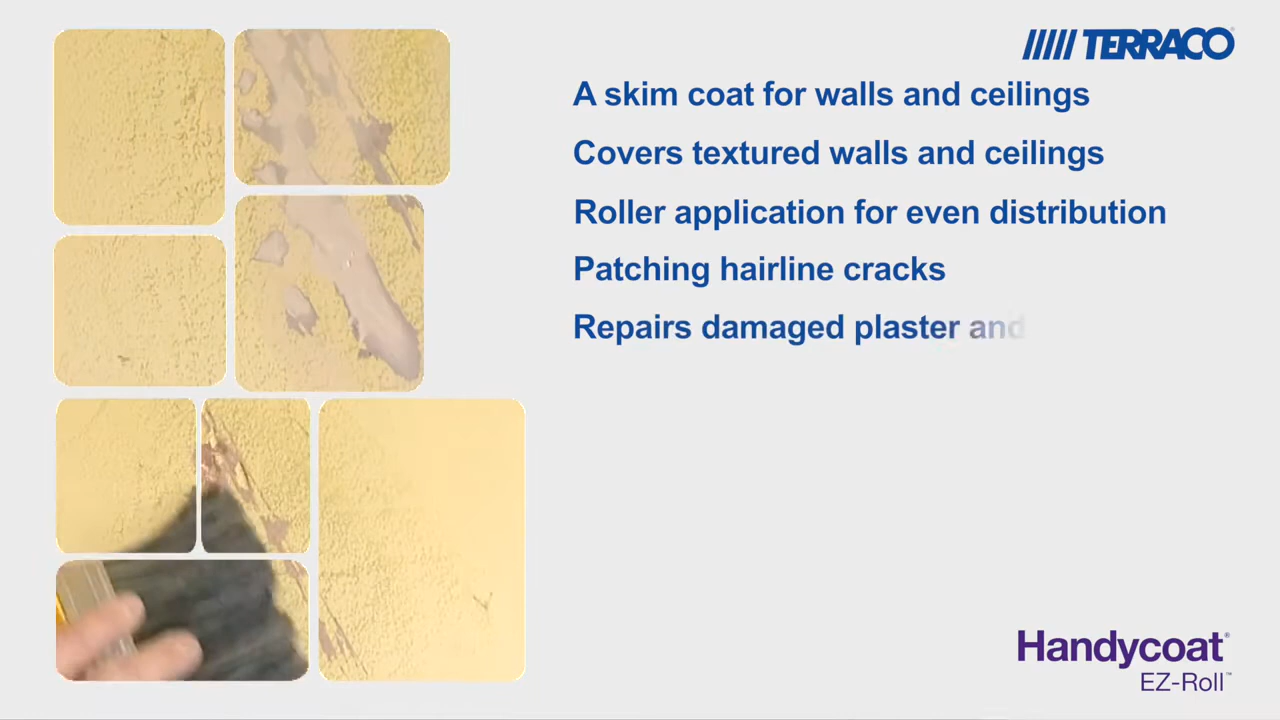 TERRACO®
A skim coat for walls and ceilings
Covers textured walls and ceilings
Roller application for even distribution
Patching hairline cracks
Repairs damaged plaster and
Handycoat®
EZ-Roll™